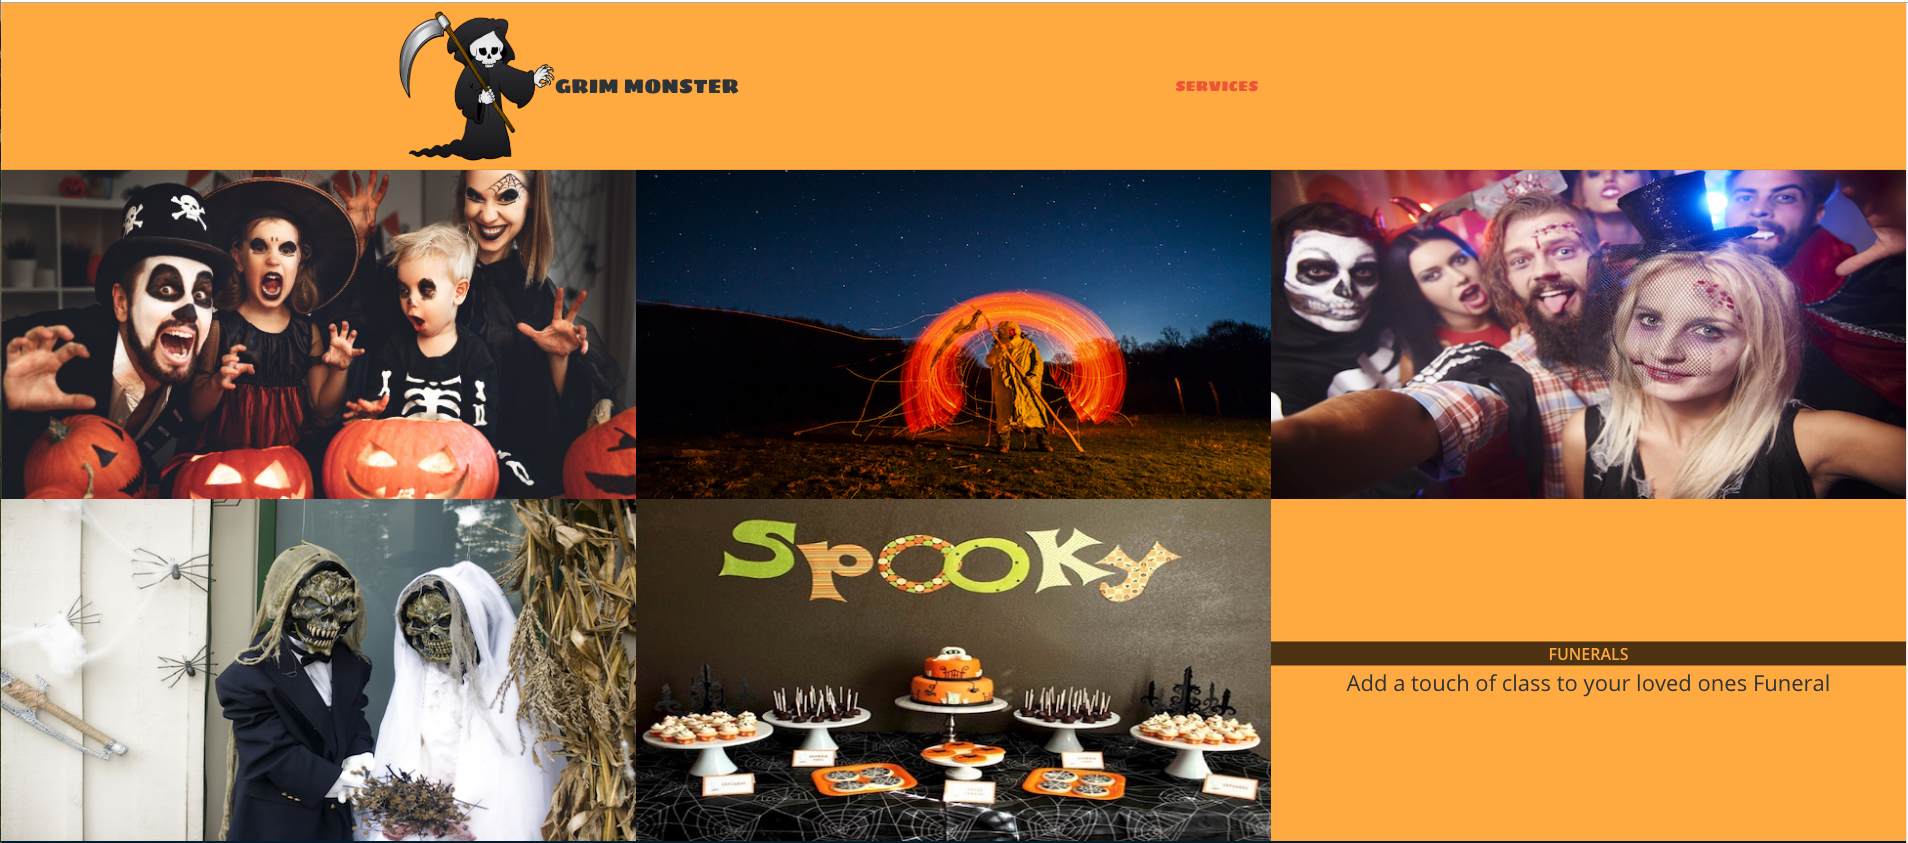 GRIM MONSTER
SERVICES
SPOOKY
FUNERALS
Add a touch of class to your loved ones Funeral